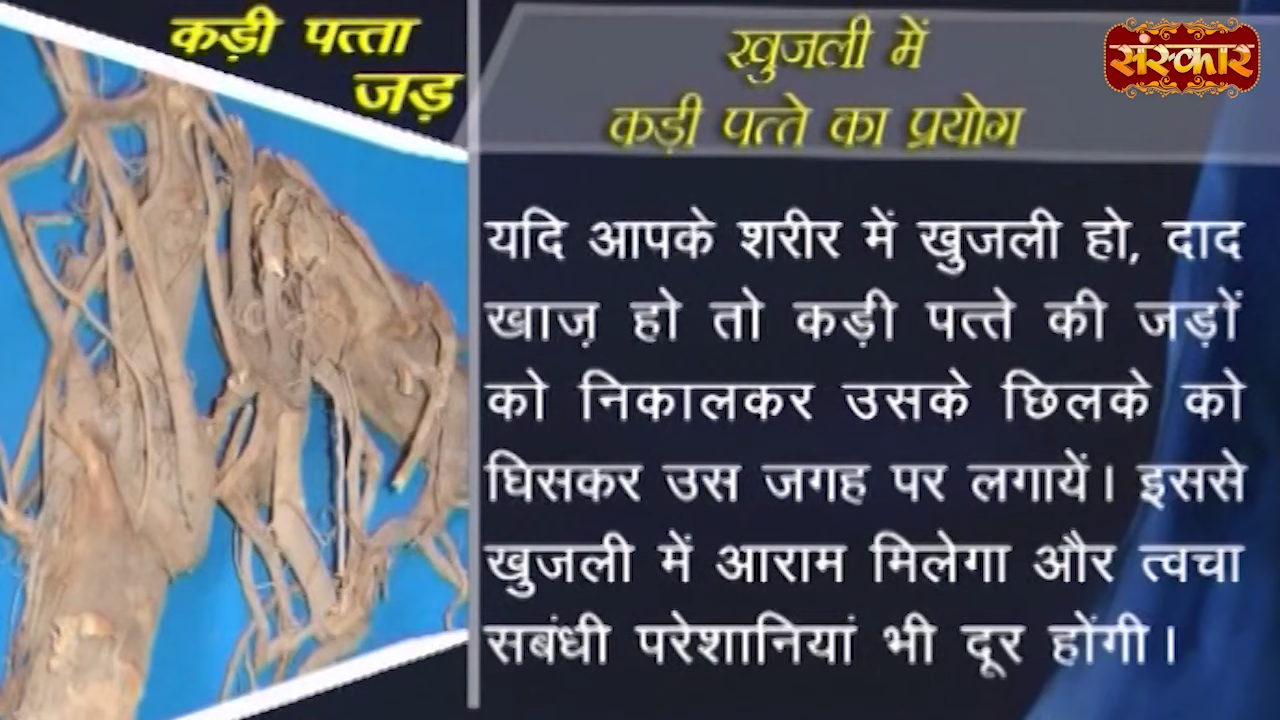 कड़ी पत्ता
जड़
खुजली में
कड़ी पत्ते का प्रयोग
संस्कार
यदि आपके शरीर में खुजली हो, दाद
खाज़ हो तो कड़ी पत्ते की जड़ों
को निकालकर उसके छिलके को
घिसकर उस जगह पर लगायें। इससे
खुजली में आराम मिलेगा और त्वचा
सबंधी परेशानियां भी दूर होंगी।